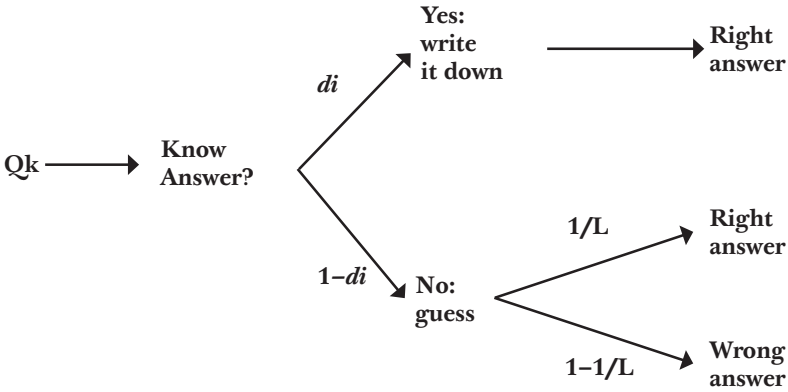 Yes:
write
it down
Right
answer
di
Qk
Know
Answer?
1/L
Right
answer
1–di
No:
guess
1–1/L
Wrong
answer